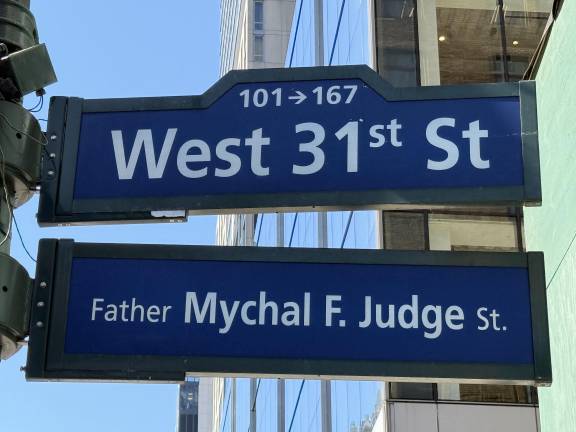 101→167
West 31st St
Father Mychal F. Judge St.